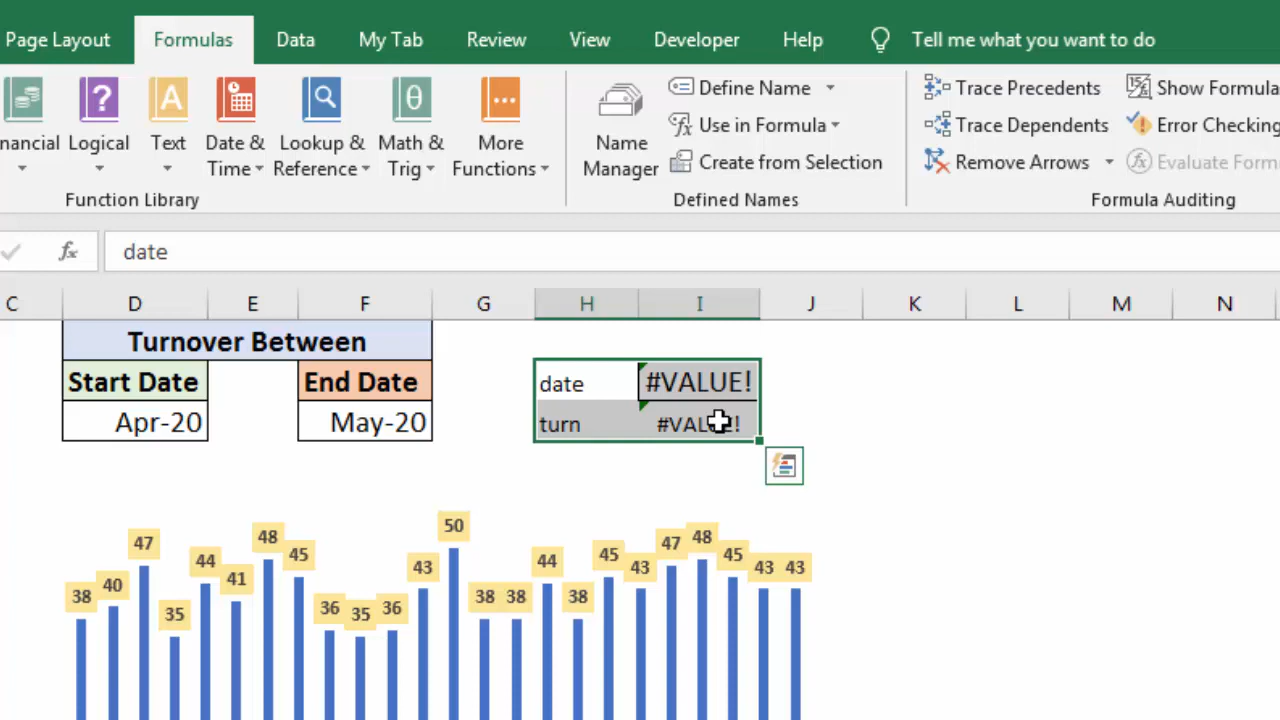 Page Layout Formulas Data My Tab Review View Developer Help Tell me what you want to do
nancial Logical Text Date & Time Lookup & Reference Math & Trig More Functions
Function Library
Name Manager
Define Name
Use in Formula
Create from Selection
Defined Names
Trace Precedents Show Formula
Trace Dependents Error Checking
Remove Arrows Evaluate Form
Formula Auditing
fx date
C D E F G H I J K L M N
Turnover Between
Start Date End Date date #VALUE!
Apr-20 May-20 turn
38 40 47 35 44 41 48 45 36 35 36 43 50 38 38 44 38 45 43 47 48 45 43 43